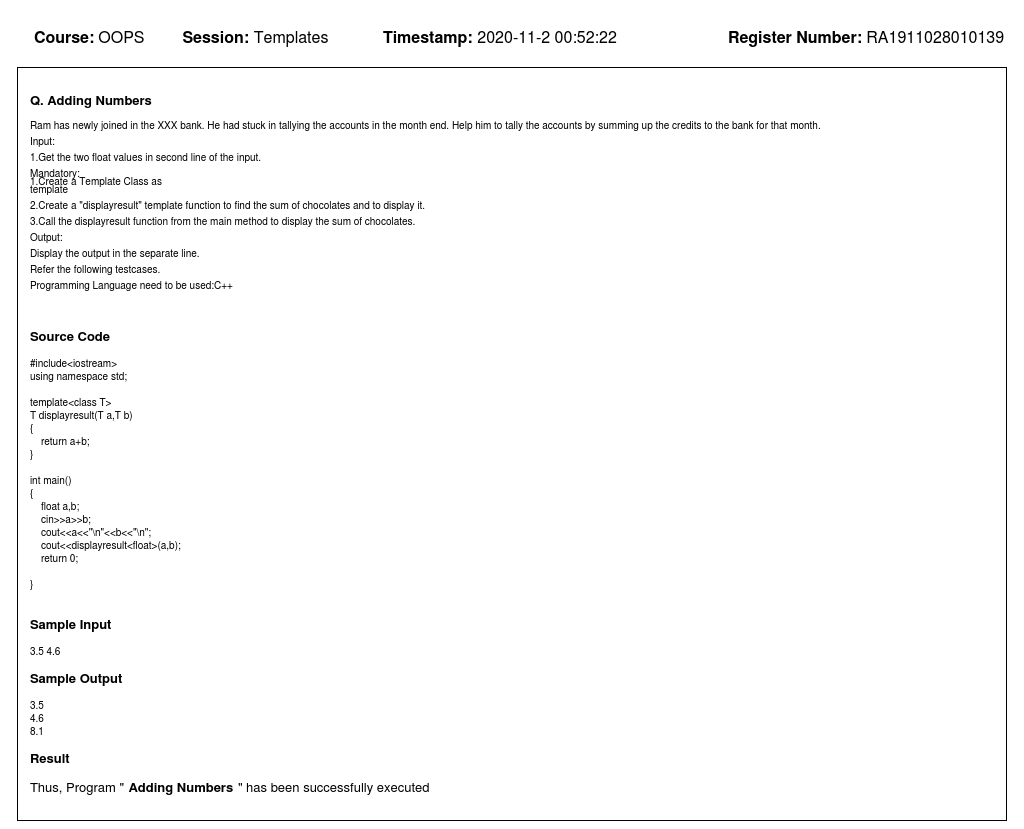 Course: OOPS Session: Templates Timestamp: 2020-11-2 00:52:22 Register Number: RA1911028010139
Q. Adding Numbers
Ram has newly joined in the XXX bank. He had stuck in tallying the accounts in the month end. Help him to tally the accounts by summing up the credits to the bank for that month.
Input:
1.Get the two float values in second line of the input.
Mandatory:
1.Create a Template Class as
template
2.Create a "displayresult" template function to find the sum of chocolates and to display it.
3.Call the displayresult function from the main method to display the sum of chocolates.
Output:
Display the output in the separate line.
Refer the following testcases.
Programming Language need to be used:C++
Source Code
#include<iostream>
using namespace std;
template<class T>
T displayresult(T a,T b)
{
return a+b;
}
int main()
{
float a,b;
cin>>a>>b;
cout<<a<<"\n"<<b<<"\n";
cout<<displayresult<float>(a,b);
return 0;
}
Sample Input
3.5 4.6
Sample Output
3.5
4.6
8.1
Result
Thus, Program " Adding Numbers " has been successfully executed